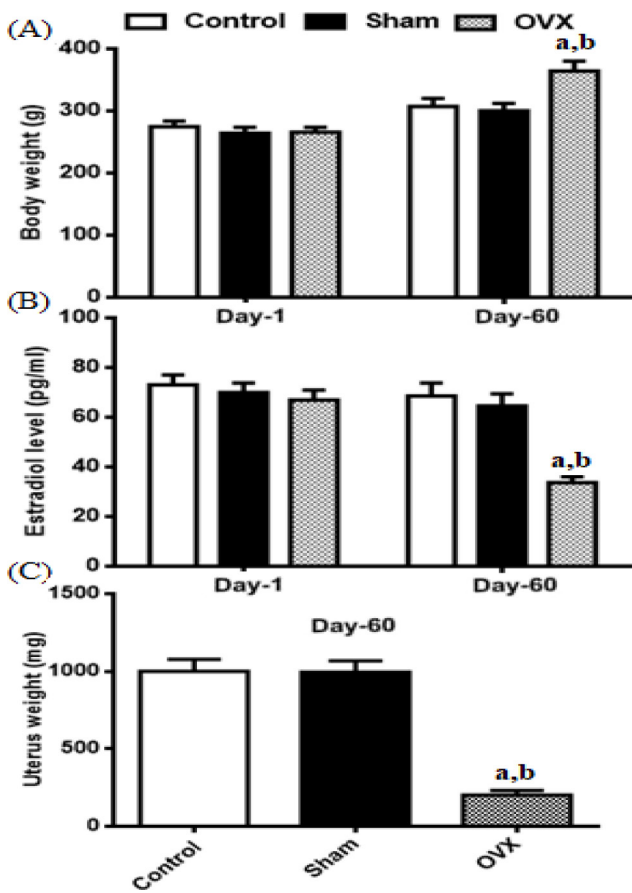 (A) Control Sham OVX
400
300
200
100
0
Body weight (g)
a,b
Day-1 Day-60
(B)
100
80
60
40
20
0
Estradiol level (pg/ml)
a,b
Day-1 Day-60
(C)
1500
1000
500
0
Uterus weight (mg)
Day-60
a,b
Control Sham OVX